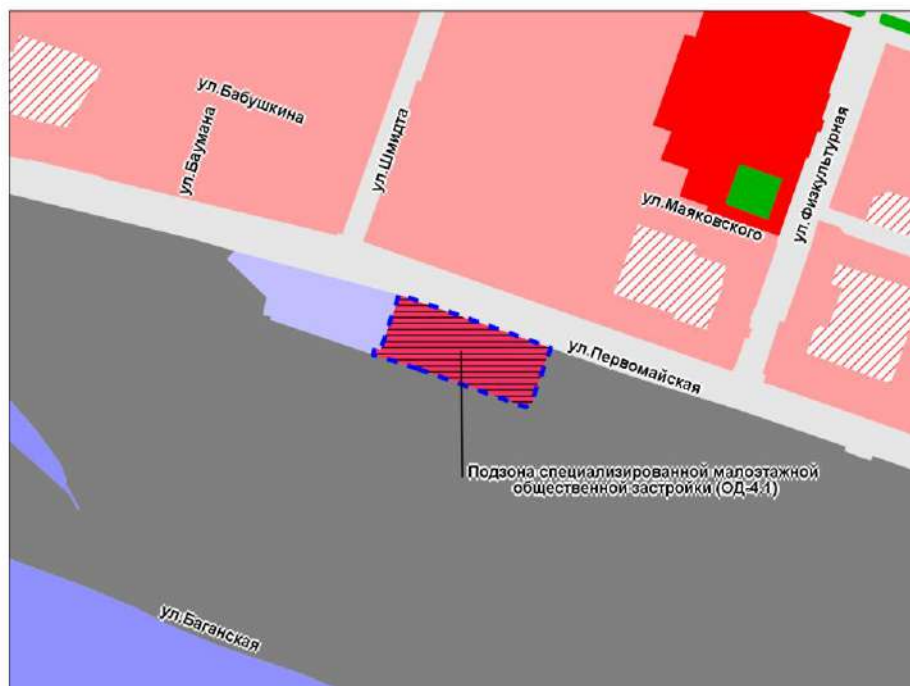 ул.Бабушкина
ул.Баумана
ул.Шмидта
ул.Физкультурная
ул.Маяковского
ул.Первомайская
Подзона специализированной малоэтажной
общественной застройки (ОД-4.1)
ул.Баганская